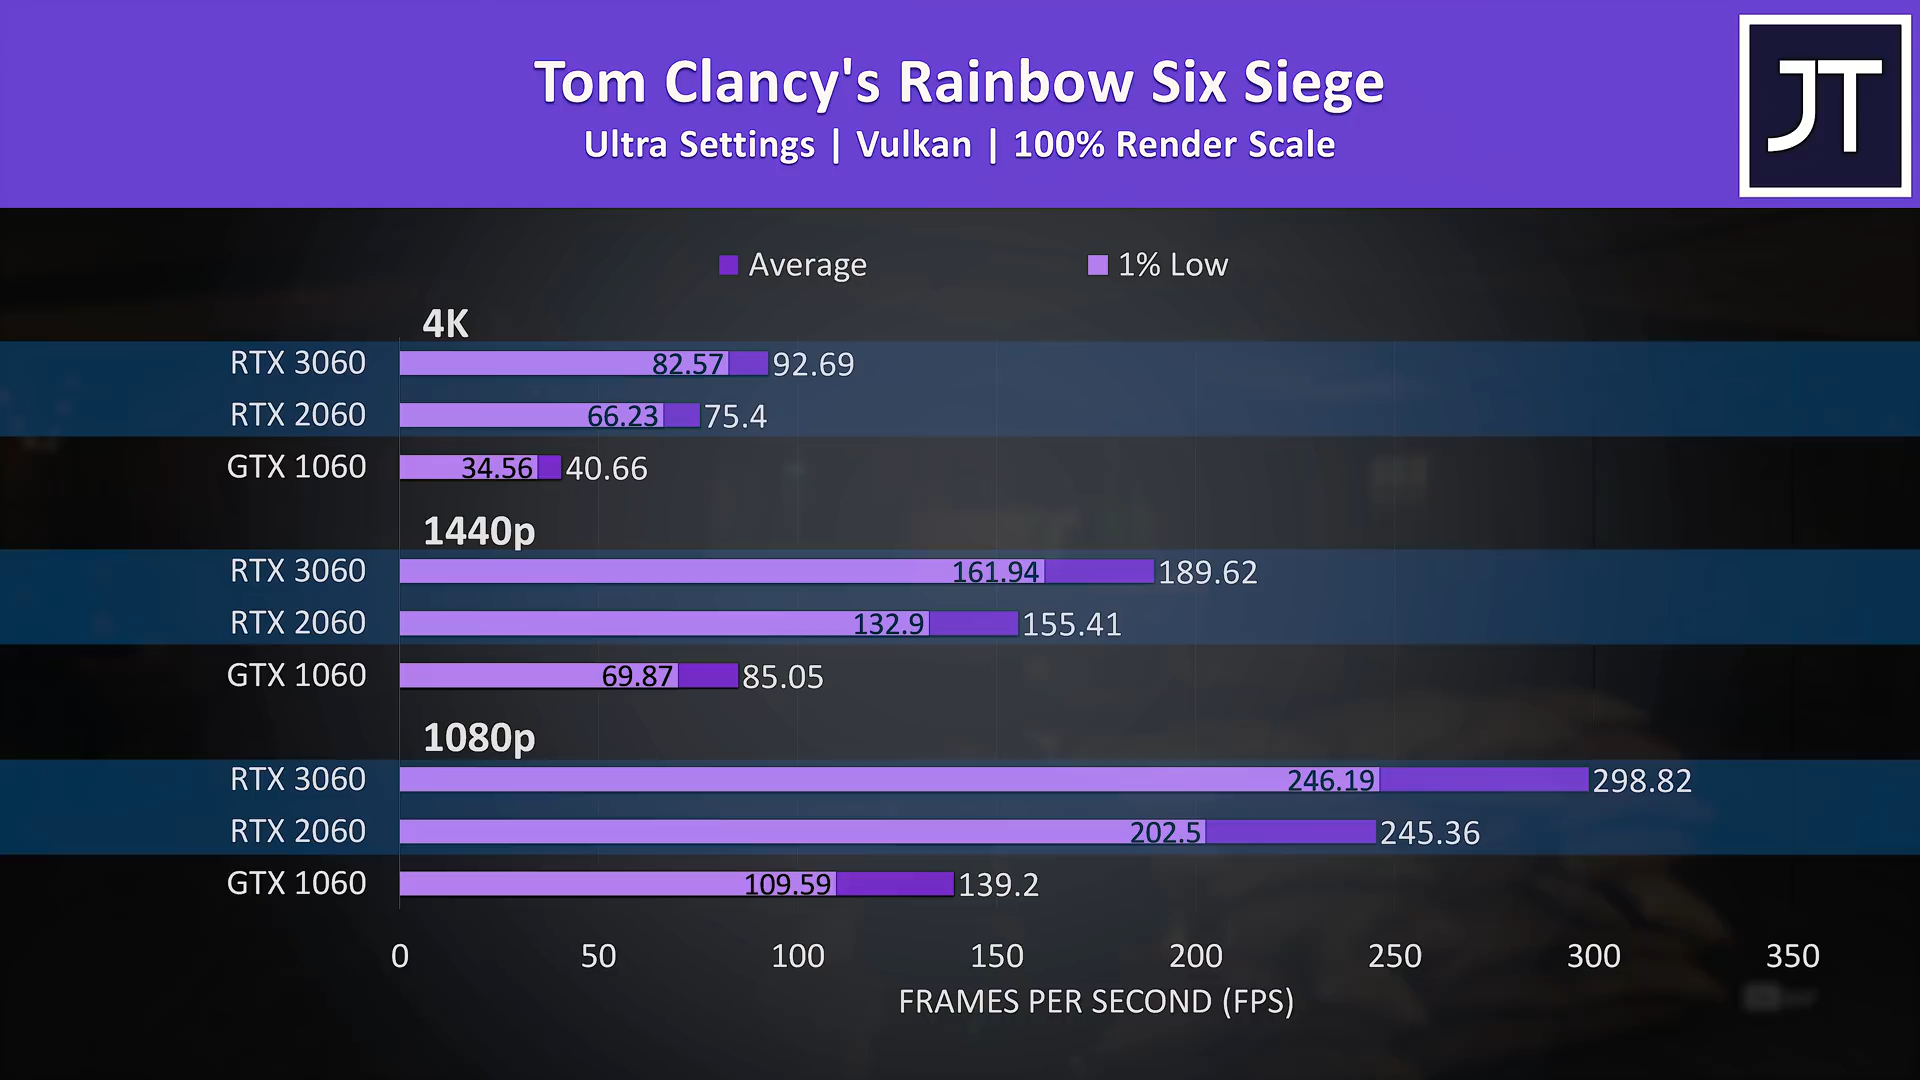 Tom Clancy's Rainbow Six Siege
Ultra Settings | Vulkan | 100% Render Scale
JT
Average 1% Low
4K
RTX 3060 82.57 92.69
RTX 2060 66.23 75.4
GTX 1060 34.56 40.66
1440p
RTX 3060 161.94 189.62
RTX 2060 132.9 155.41
GTX 1060 69.87 85.05
1080p
RTX 3060 246.19 298.82
RTX 2060 202.5 245.36
GTX 1060 109.59 139.2
0 50 100 150 200 250 300 350
FRAMES PER SECOND (FPS)